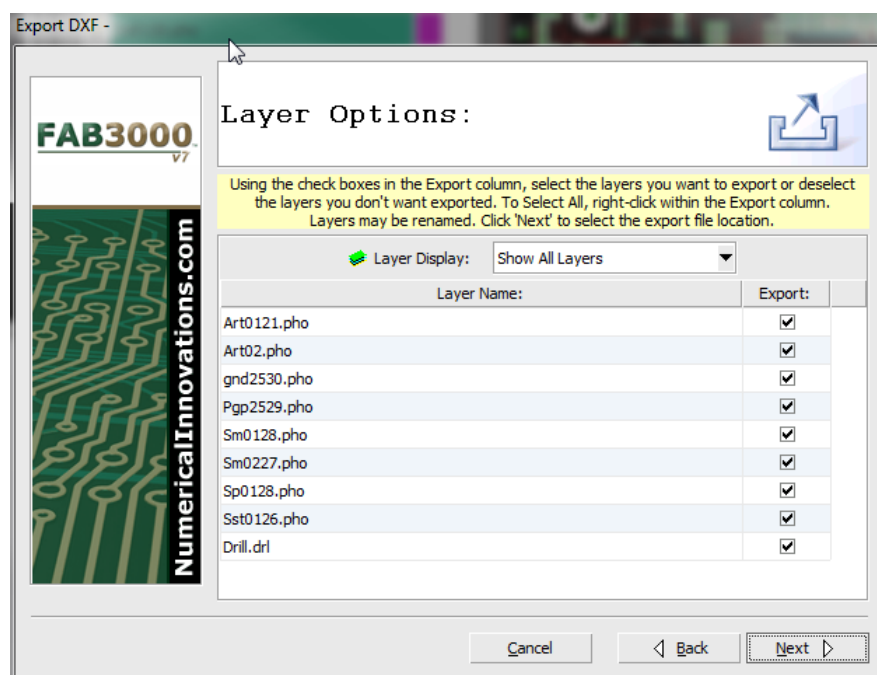 Export DXF -
FAB3000
V7
NumericalInnovations.com
Layer Options:
Using the check boxes in the Export column, select the layers you want to export or deselect
the layers you don't want exported. To Select All, right-click within the Export column.
Layers may be renamed. Click 'Next' to select the export file location.
Layer Display: Show All Layers
Layer Name: Export:
Art0121.pho
Art02.pho
gnd2530.pho
Pgp2529.pho
Sm0128.pho
Sm0227.pho
Sp0128.pho
Sst0126.pho
Drill.drl
Cancel Back Next